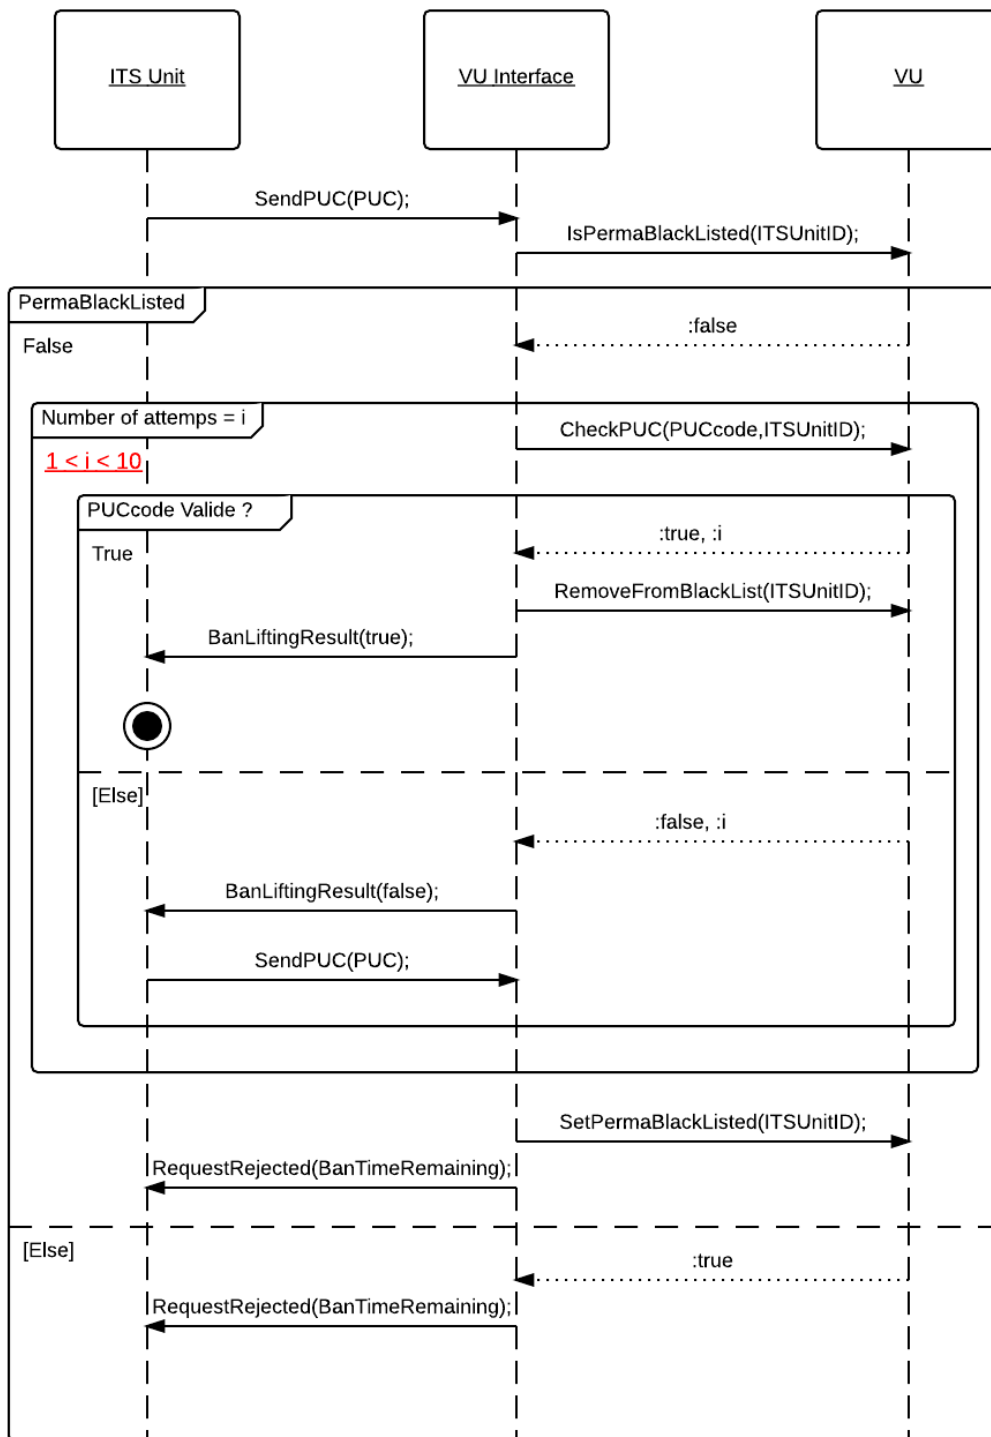 ITS Unit
VU Interface
VU
SendPUC(PUC);
IsPermaBlackListed(ITSUnitID);
PermaBlackListed
:false
False
Number of attemps = i
CheckPUC(PUCcode,ITSUnitID);
1 < i < 10
PUCcode Valide ?
:true, :i
True
RemoveFromBlackList(ITSUnitID);
BanLiftingResult(true);
[Else]
:false, :i
BanLiftingResult(false);
SendPUC(PUC);
SetPermaBlackListed(ITSUnitID);
RequestRejected(BanTimeRemaining);
[Else]
:true
RequestRejected(BanTimeRemaining);